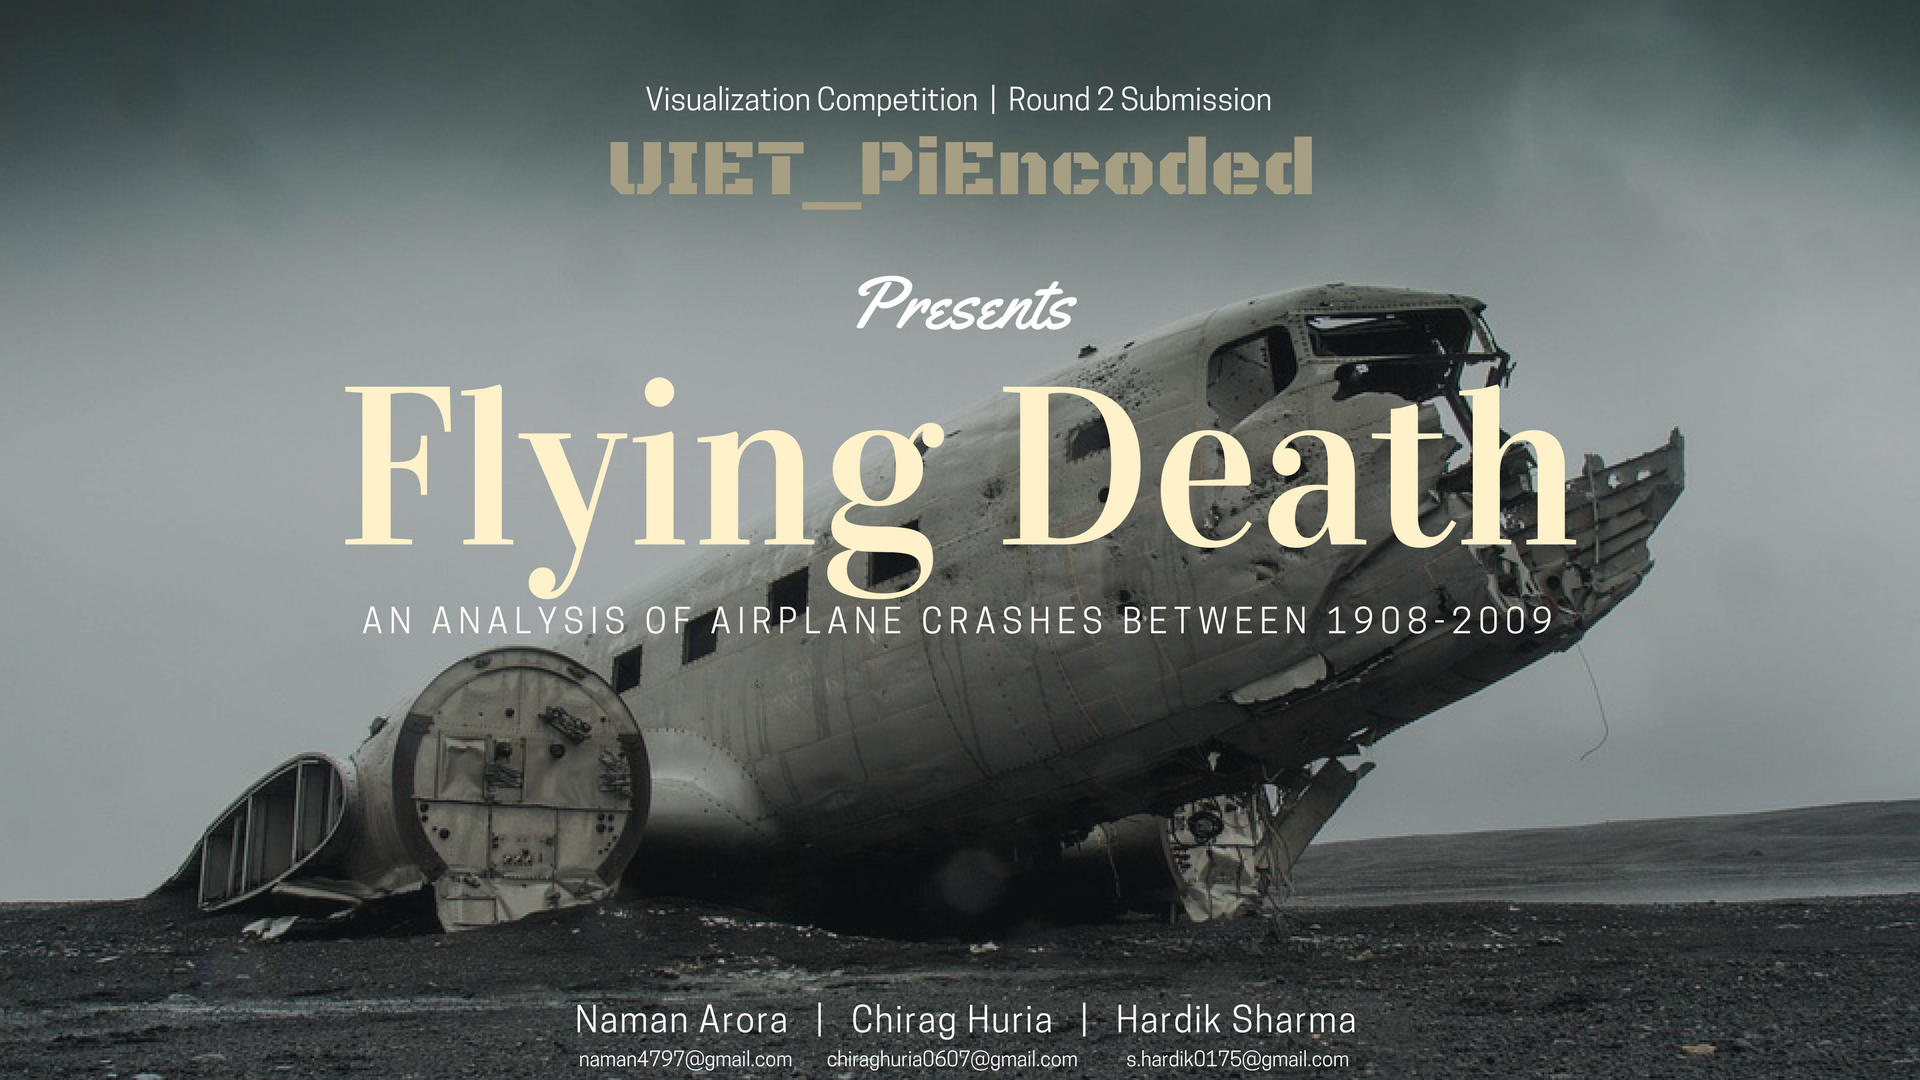 Visualization Competition | Round 2 Submission
UIET_PiEncoded
Presents
Flying Death
AN ANALYSIS OF AIRPLANE CRASHES BETWEEN 1908-2009
Naman Arora | Chirag Huria | Hardik Sharma
naman4797@gmail.com chiraghuria0607@gmail.com s.hardik0175@gmail.com